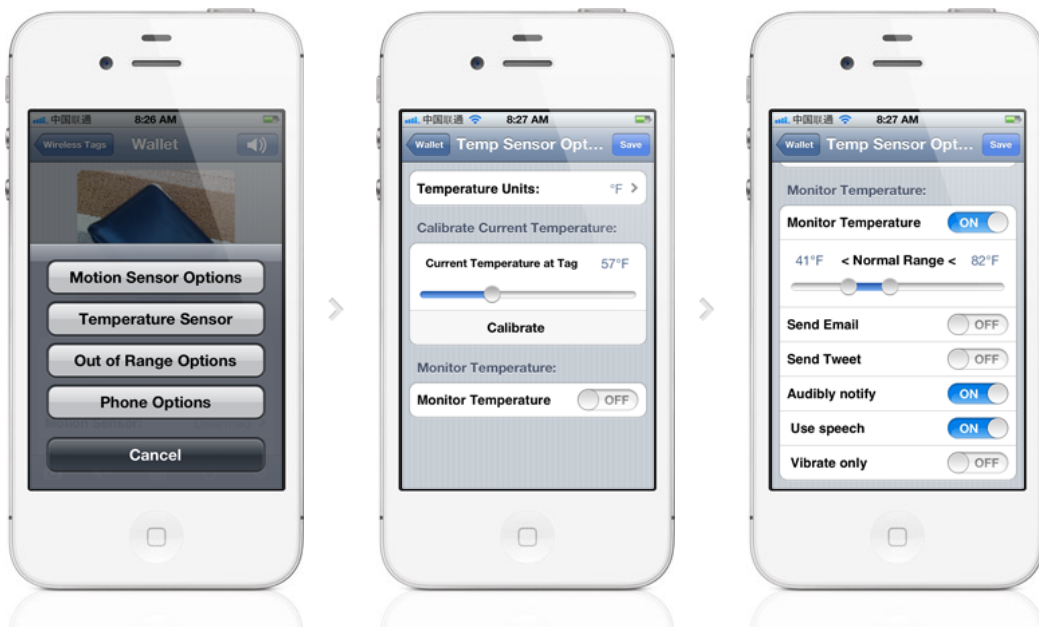 中国联通 8:26 AM
Wireless Tags Wallet
Motion Sensor Options
Temperature Sensor
Out of Range Options
Phone Options
Cancel
中国联通 8:27 AM
Wallet Temp Sensor Opt... Save
Temperature Units: °F >
Calibrate Current Temperature:
Current Temperature at Tag 57°F
Calibrate
Monitor Temperature:
Monitor Temperature OFF
中国联通 8:27 AM
Wallet Temp Sensor Opt... Save
Monitor Temperature:
Monitor Temperature ON
41°F < Normal Range < 82°F
Send Email OFF
Send Tweet OFF
Audibly notify ON
Use speech ON
Vibrate only OFF